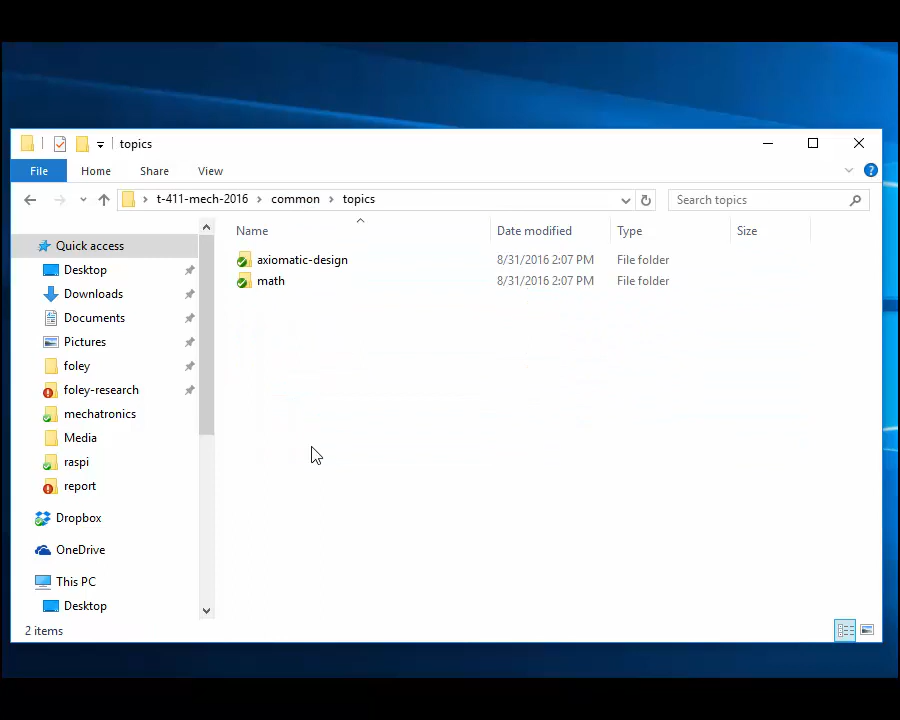 topics
File Home Share View
t-411-mech-2016 common topics Search topics
Name Date modified Type Size
axiomatic-design 8/31/2016 2:07 PM File folder
math 8/31/2016 2:07 PM File folder
Quick access
Desktop
Downloads
Documents
Pictures
foley
foley-research
mechatronics
Media
raspi
report
Dropbox
OneDrive
This PC
Desktop
2 items